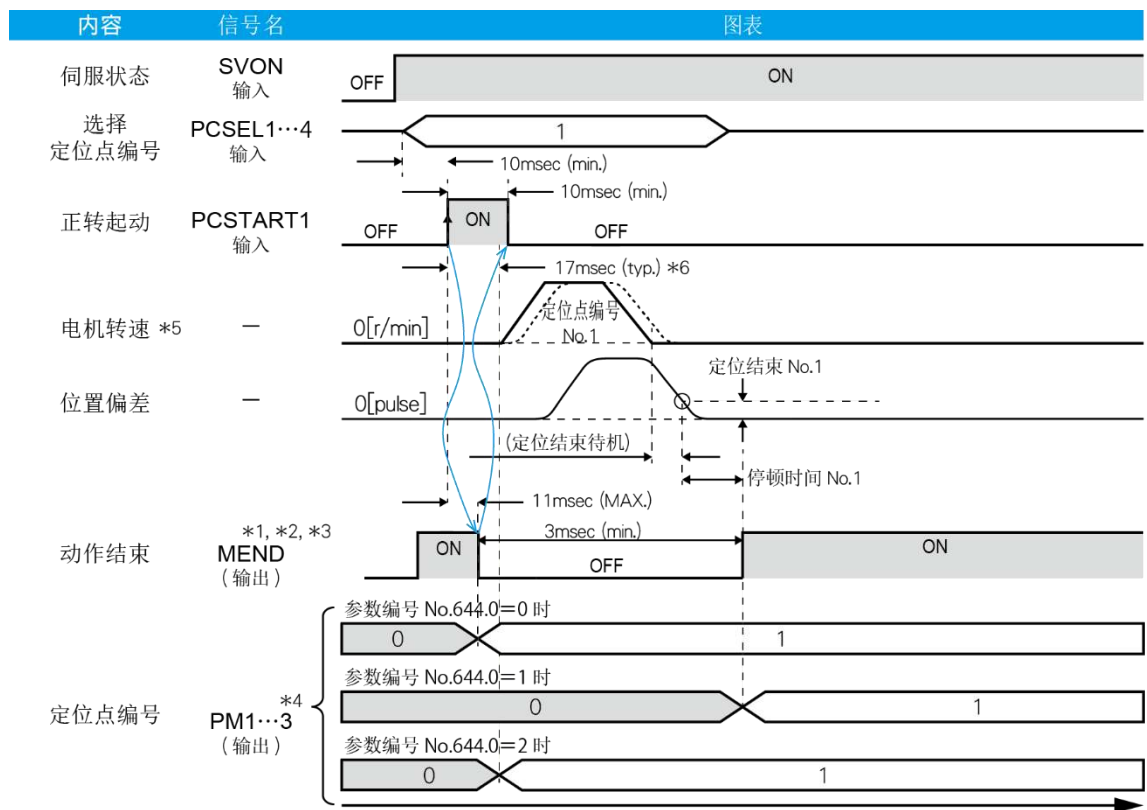 内容 信号名 图表
伺服状态 SVON 输入 OFF ON
选择 定位点编号 PCSEL1…4 输入 1
10msec (min.)
10msec (min.)
正转起动 PCSTART1 输入 OFF ON OFF
17msec (typ.) *6
电机转速 *5 — 0[r/min] 定位点编号 No.1
定位结束 No.1
位置偏差 — 0[pulse]
(定位结束待机)
停顿时间 No.1
11msec (MAX.)
*1, *2, *3
3msec (min.)
动作结束 MEND (输出) ON OFF ON
参数编号 No.644.0=0 时
0 1
参数编号 No.644.0=1 时
0 1
定位点编号 PM1…3 *4 (输出)
参数编号 No.644.0=2 时
0 1